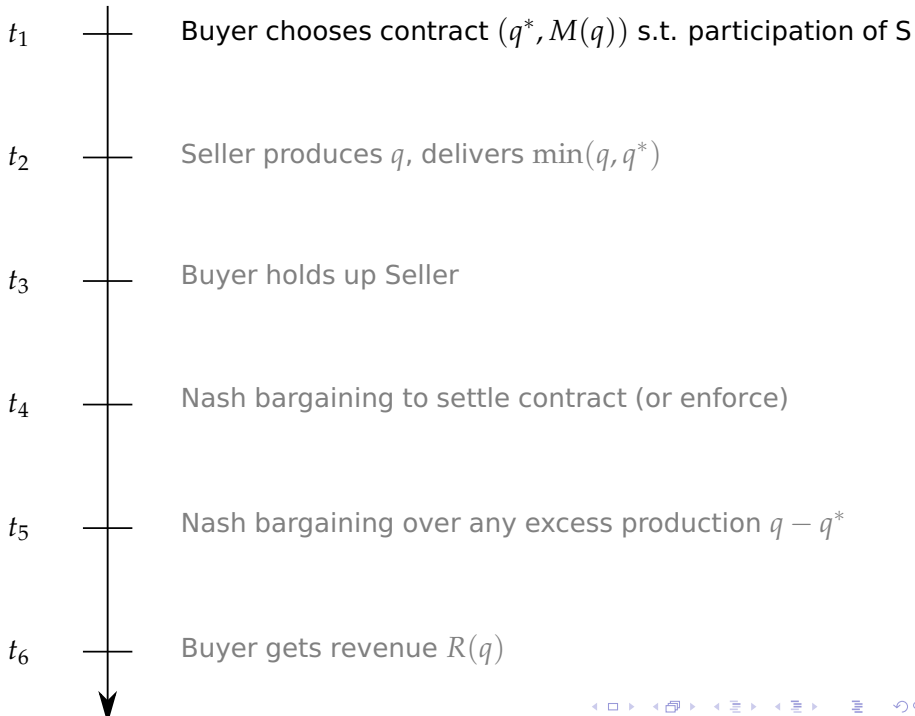 t₁ Buyer chooses contract (q*, M(q)) s.t. participation of S
t₂ Seller produces q, delivers min(q, q*)
t₃ Buyer holds up Seller
t₄ Nash bargaining to settle contract (or enforce)
t₅ Nash bargaining over any excess production q − q*
t₆ Buyer gets revenue R(q)